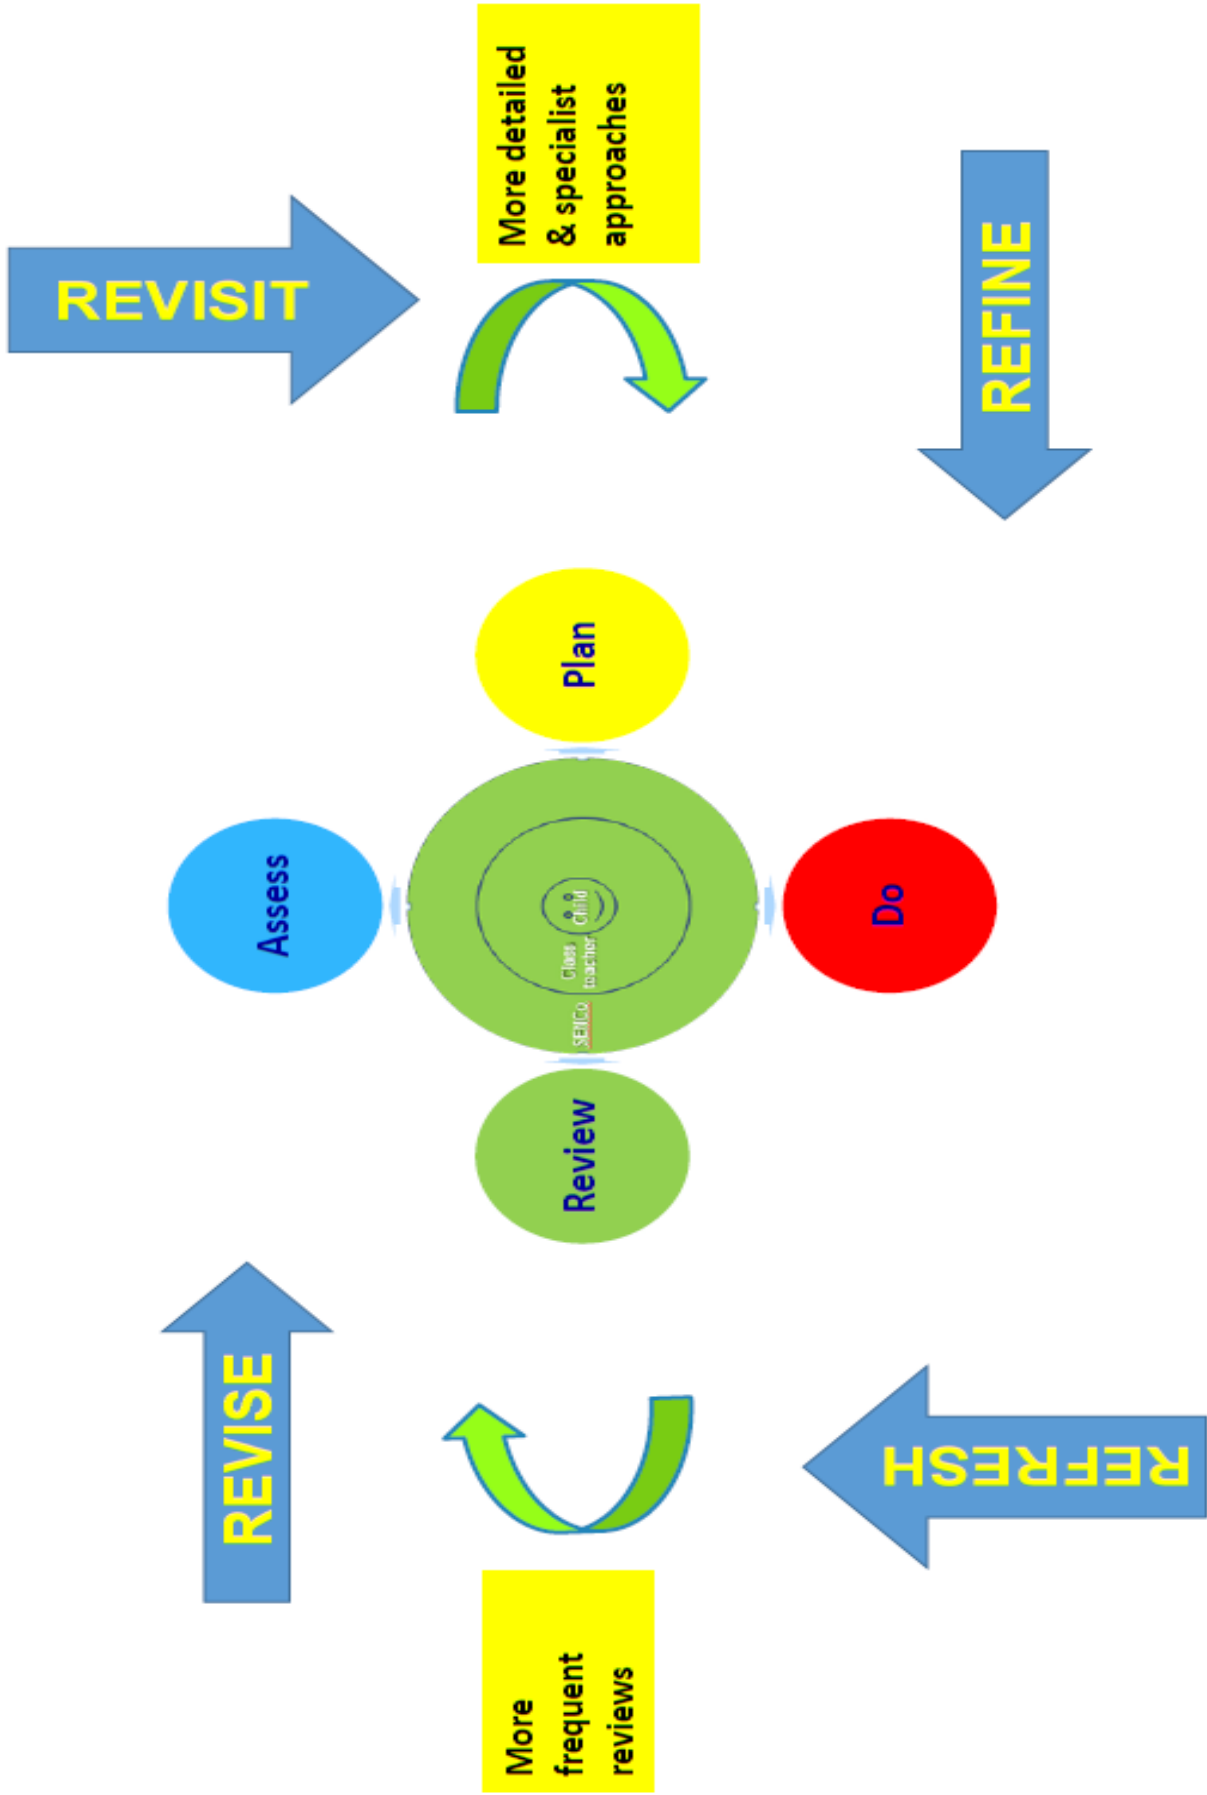 REVISE
REVISIT
Assess
More
frequent
reviews
Review
SENCo
Class
teacher
Child
Plan
More detailed
& specialist
approaches
Do
REFRESH
REFINE